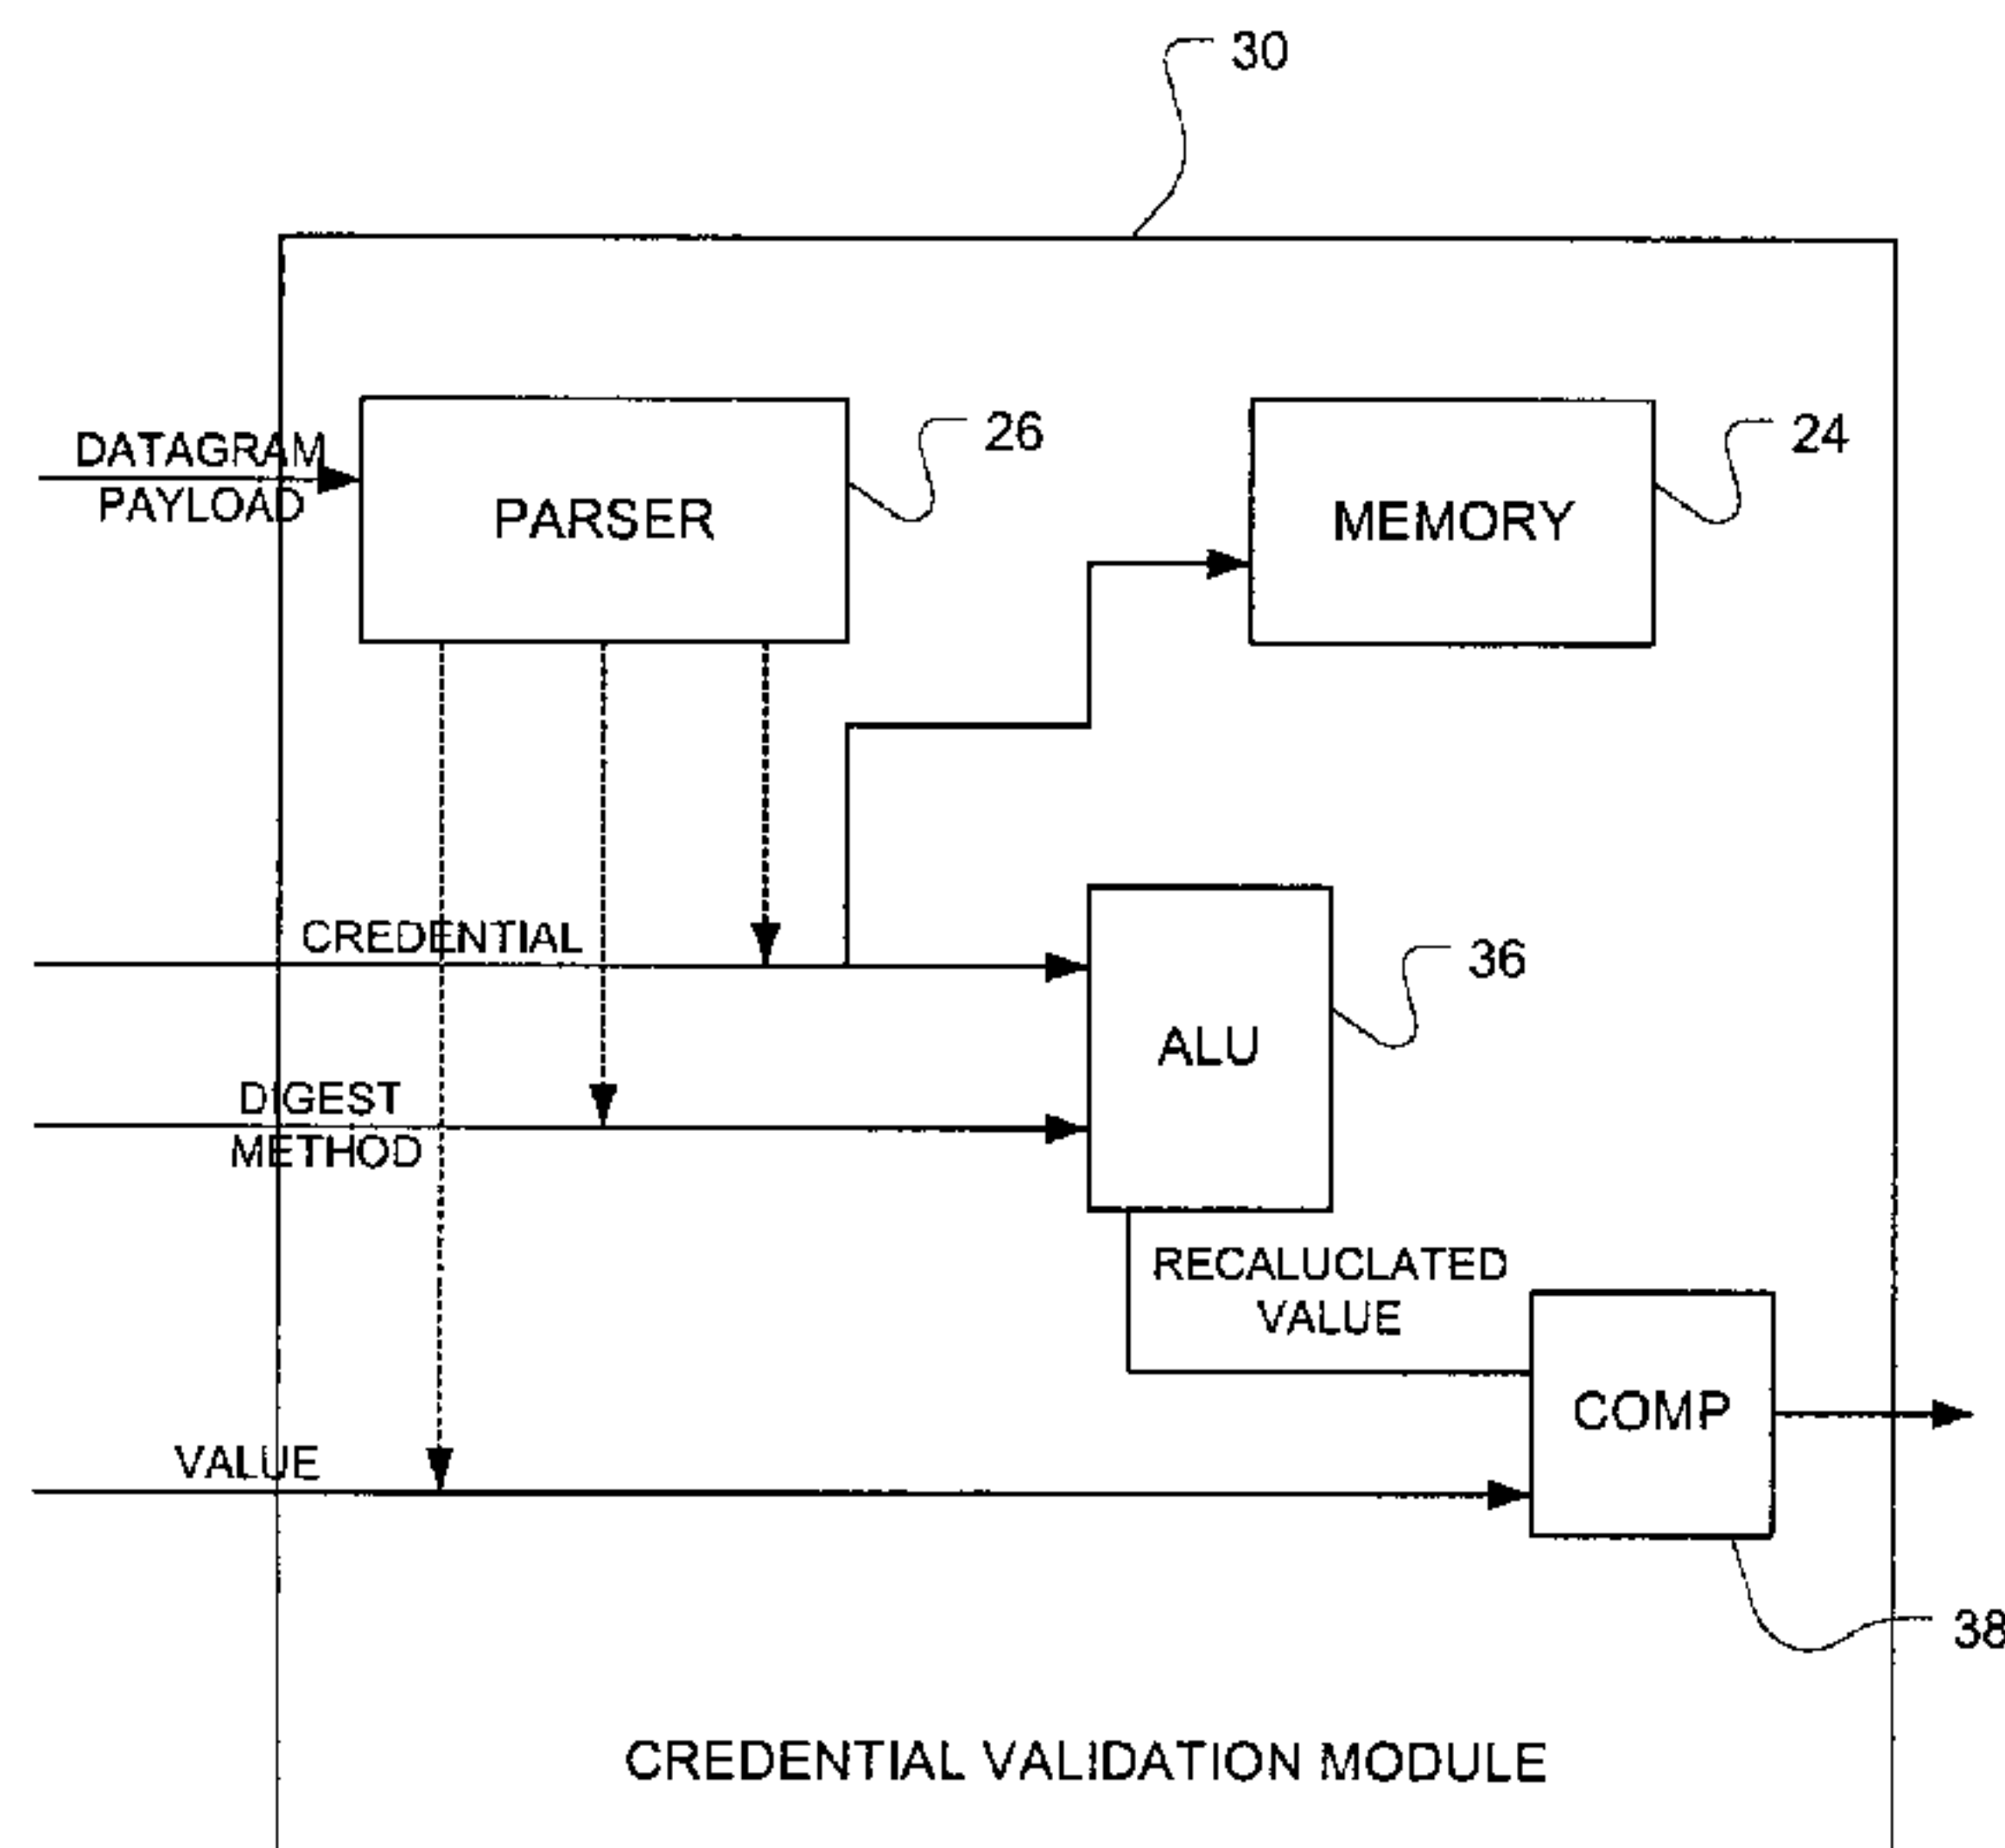 30
DATAGRAM
PAYLOAD
PARSER
26
MEMORY
24
CREDENTIAL
ALU
36
DIGEST
METHOD
RECALUCLATED
VALUE
COMP
VALUE
38
CREDENTIAL VALIDATION MODULE